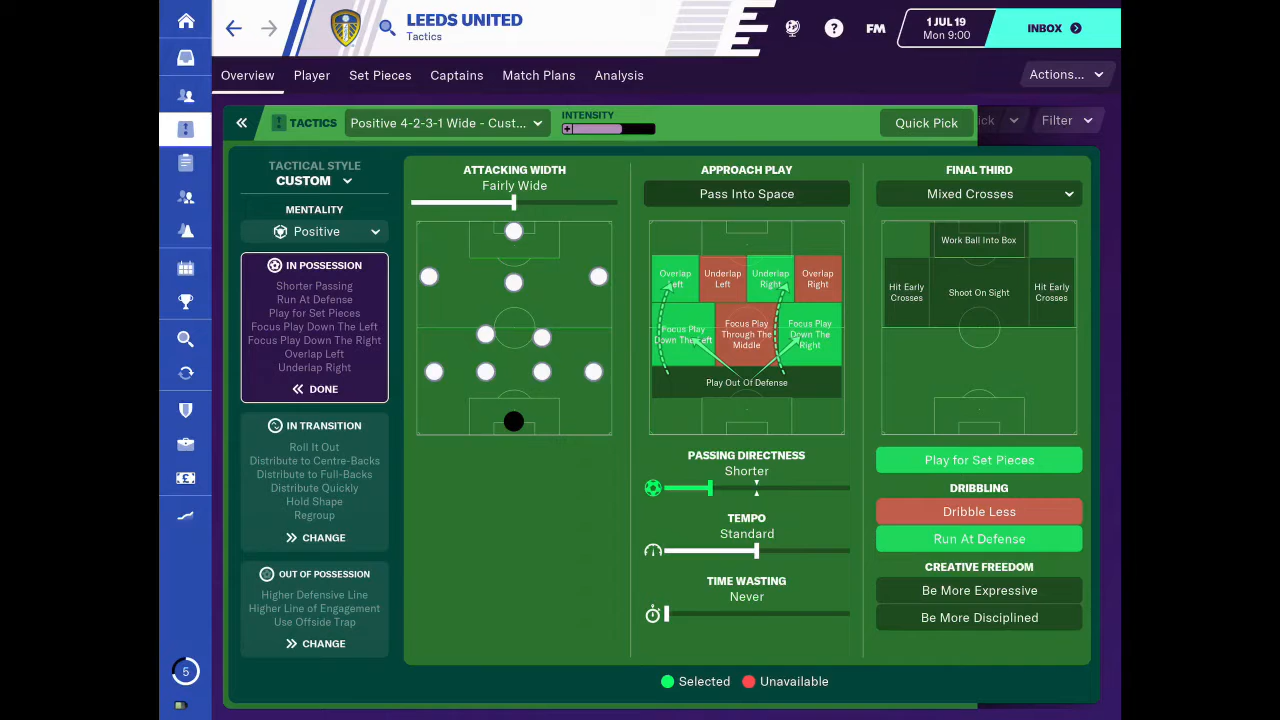 LEEDS UNITED
Tactics
FM
1 JUL 19
Mon 9:00
INBOX
Overview
Player
Set Pieces
Captains
Match Plans
Analysis
Actions...
TACTICS
Positive 4-2-3-1 Wide - Cust...
INTENSITY
Quick Pick
ick
Filter
TACTICAL STYLE
CUSTOM
MENTALITY
Positive
IN POSSESSION
Shorter Passing
Run At Defense
Play for Set Pieces
Focus Play Down The Left
Focus Play Down The Right
Overlap Left
Underlap Right
DONE
IN TRANSITION
Roll It Out
Distribute to Centre-Backs
Distribute to Full-Backs
Distribute Quickly
Hold Shape
Regroup
CHANGE
OUT OF POSSESSION
Higher Defensive Line
Higher Line of Engagement
Use Offside Trap
CHANGE
5
ATTACKING WIDTH
Fairly Wide
APPROACH PLAY
Pass Into Space
Overlap
Left
Underlap
Left
Underlap
Right
Overlap
Right
Focus Play
Down The Left
Focus Play
Through The
Middle
Focus Play
Down The
Right
Play Out Of Defense
PASSING DIRECTNESS
Shorter
TEMPO
Standard
TIME WASTING
Never
FINAL THIRD
Mixed Crosses
Work Ball Into Box
Hit Early
Crosses
Shoot On Sight
Hit Early
Crosses
Play for Set Pieces
DRIBBLING
Dribble Less
Run At Defense
CREATIVE FREEDOM
Be More Expressive
Be More Disciplined
Selected
Unavailable